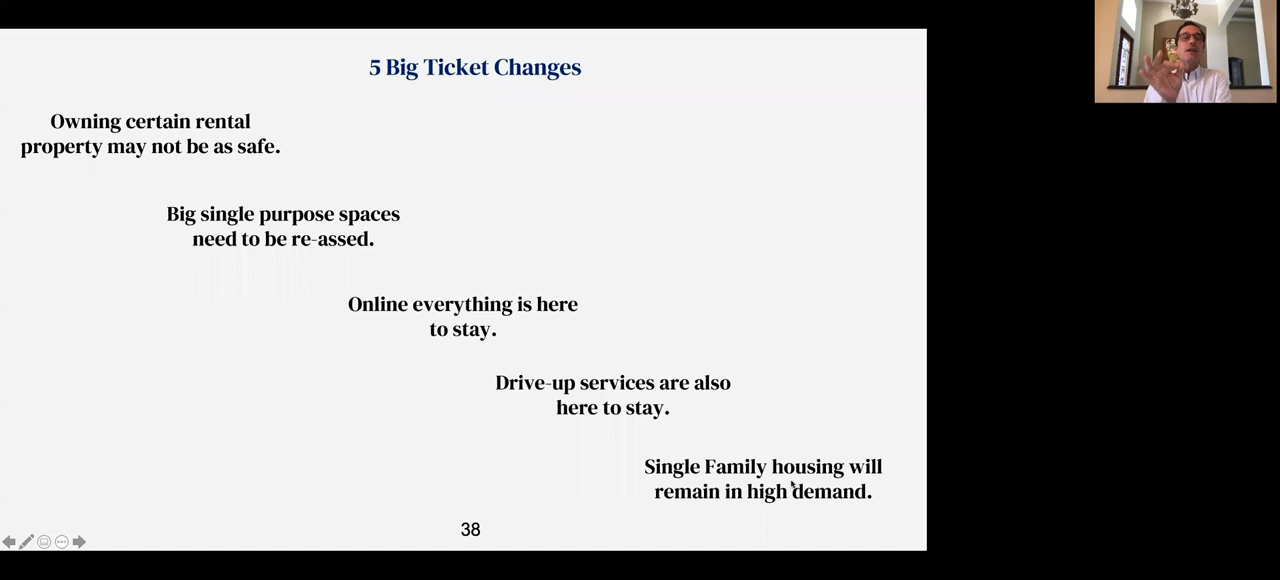 5 Big Ticket Changes
Owning certain rental
property may not be as safe.
Big single purpose spaces
need to be re-assed.
Online everything is here
to stay.
Drive-up services are also
here to stay.
Single Family housing will
remain in high demand.
38